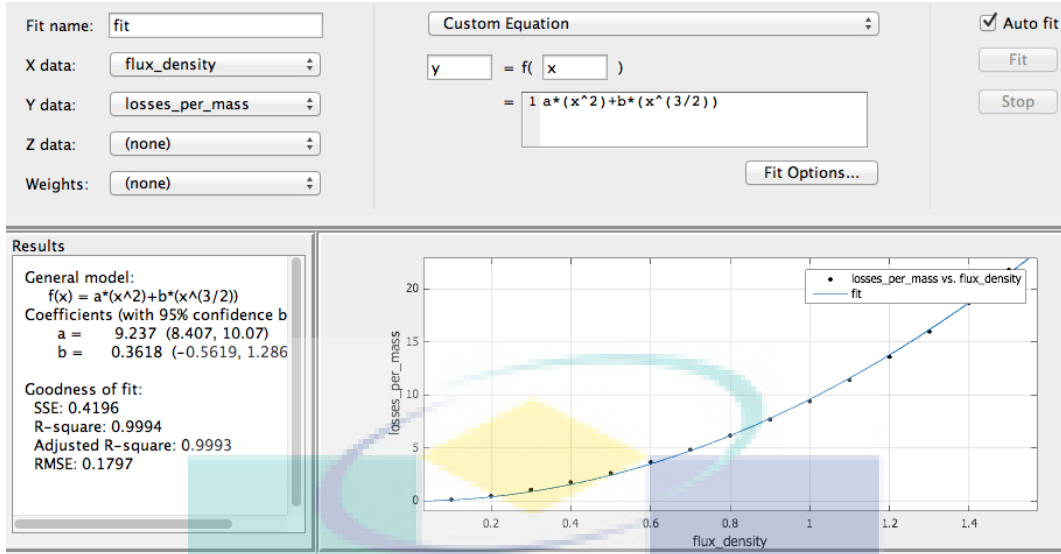 Fit name: fit
X data: flux_density
Y data: losses_per_mass
Z data: (none)
Weights: (none)
Custom Equation
y = f( x )
= 1 a*(x^2)+b*(x^(3/2))
Fit Options...
Auto fit
Fit
Stop
Results
General model:
f(x) = a*(x^2)+b*(x^(3/2))
Coefficients (with 95% confidence b
a = 9.237 (8.407, 10.07)
b = 0.3618 (-0.5619, 1.286
Goodness of fit:
SSE: 0.4196
R-square: 0.9994
Adjusted R-square: 0.9993
RMSE: 0.1797
losses_per_mass vs. flux_density
fit
losses_per_mass
20
15
10
5
0
0.2 0.4 0.6 0.8 1 1.2 1.4
flux_density